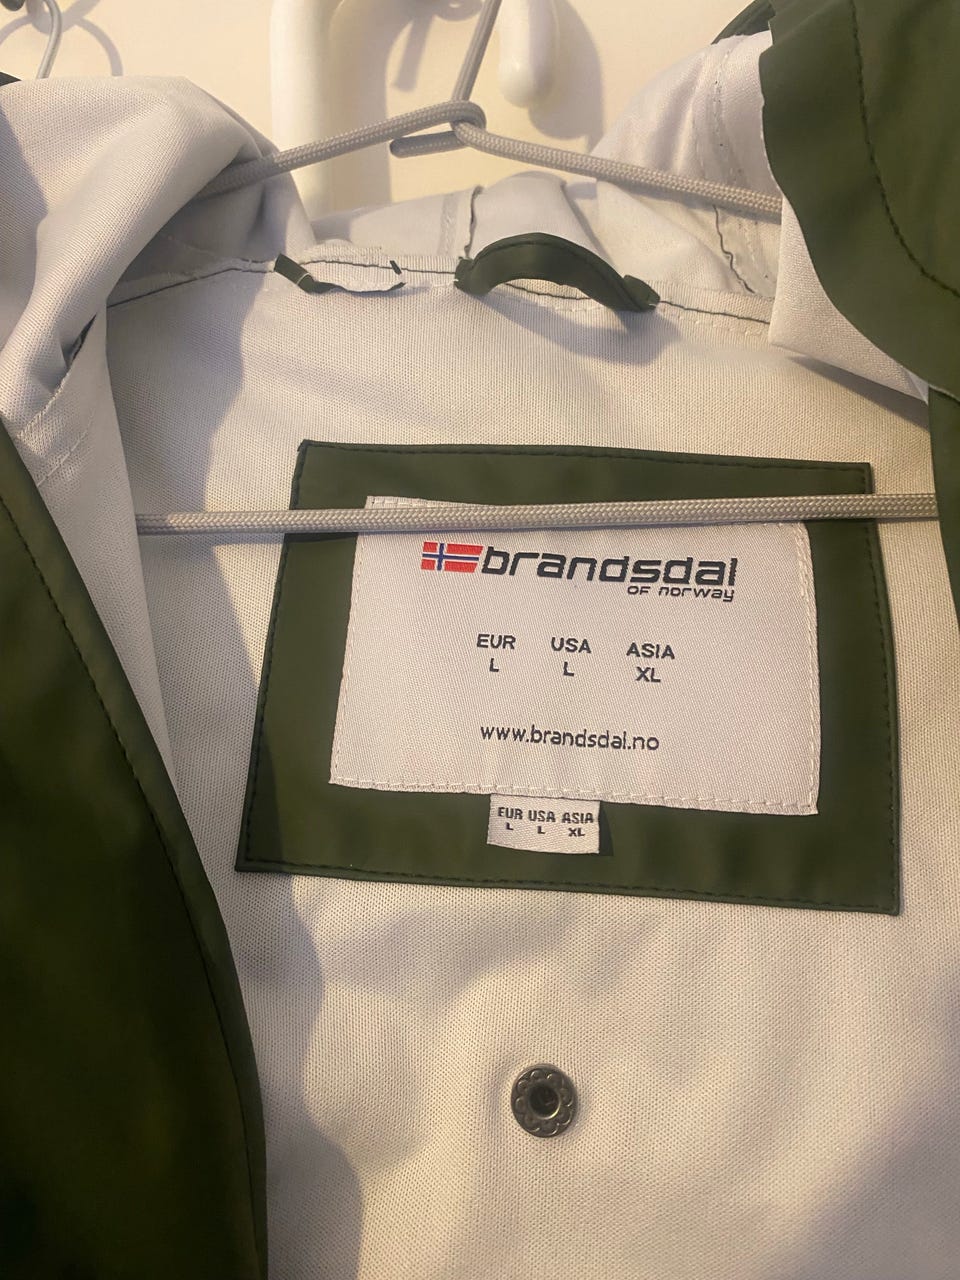 brandsdal
OF norway
EUR USA ASIA
L L XL
www.brandsdal.no
EUR USA ASIA
L L XL